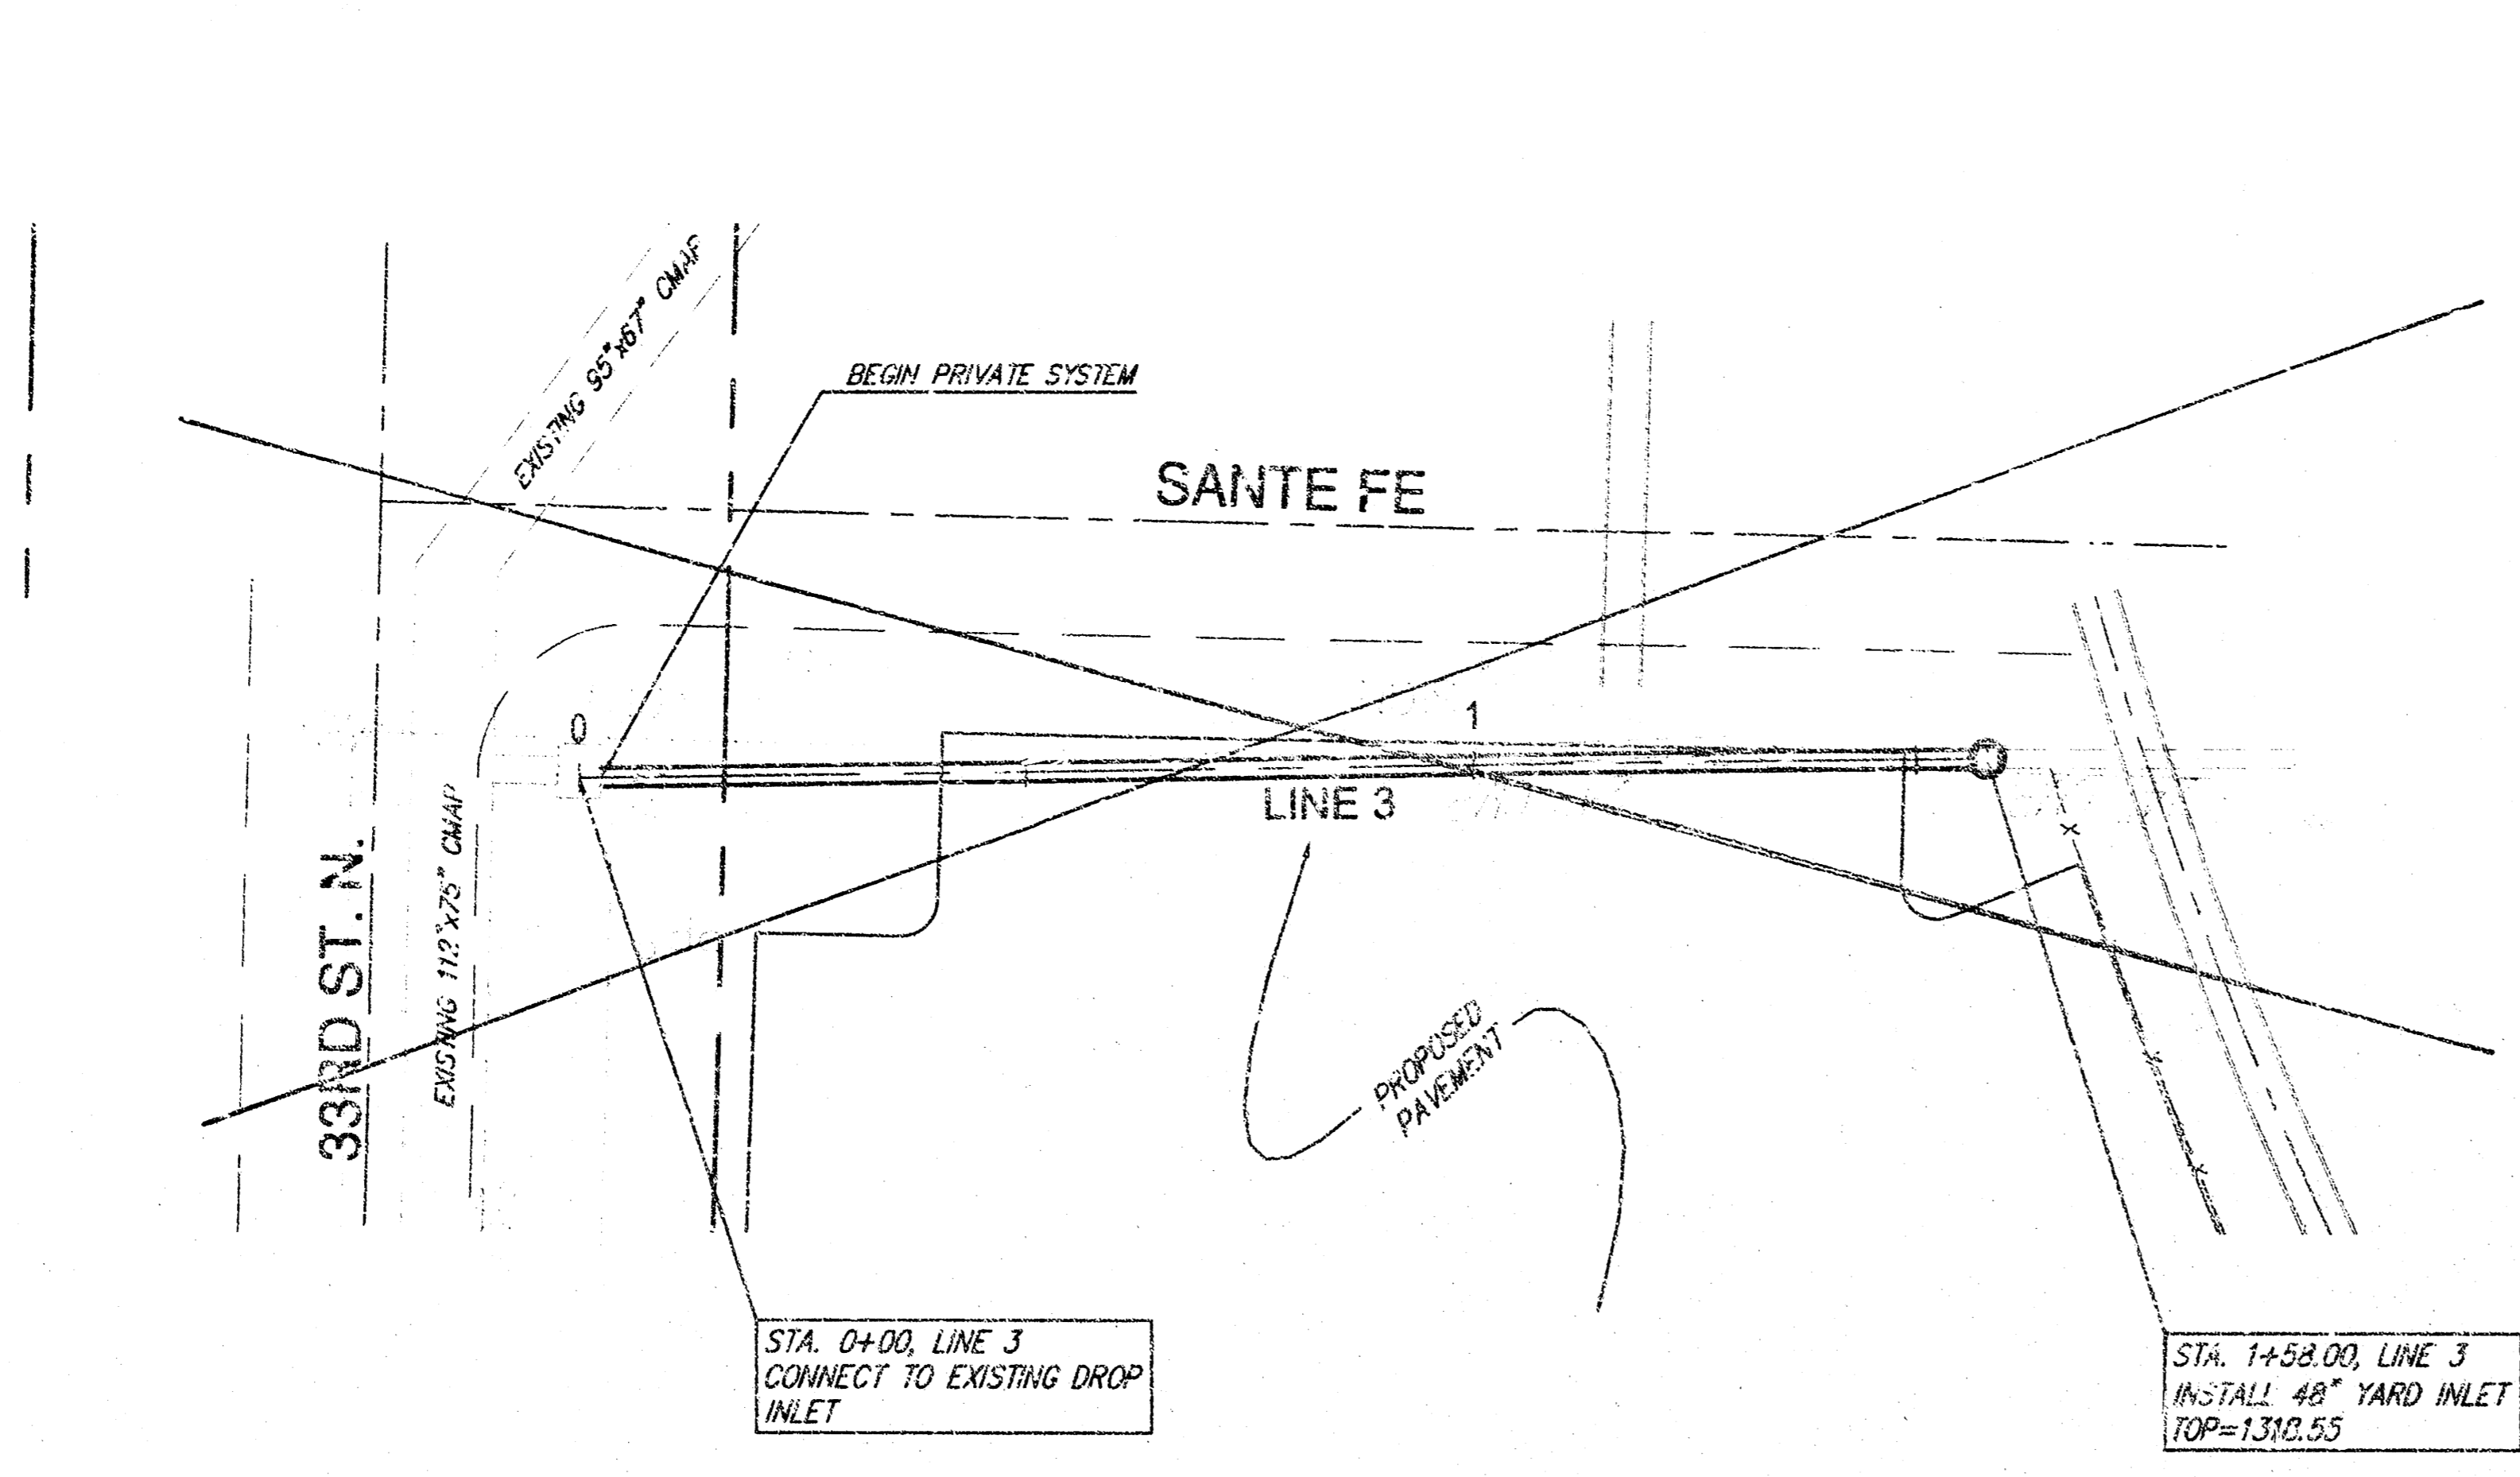 EXISTING 95"x67" CMAP
BEGIN PRIVATE SYSTEM
SANTE FE
0
1
LINE 3
33RD ST. N.
EXISTING 112"x75" CMAP
PROPOSED
PAVEMENT
STA. 0+00, LINE 3
CONNECT TO EXISTING DROP
INLET
STA. 1+58.00, LINE 3
INSTALL 48" YARD INLET
TOP=1318.55